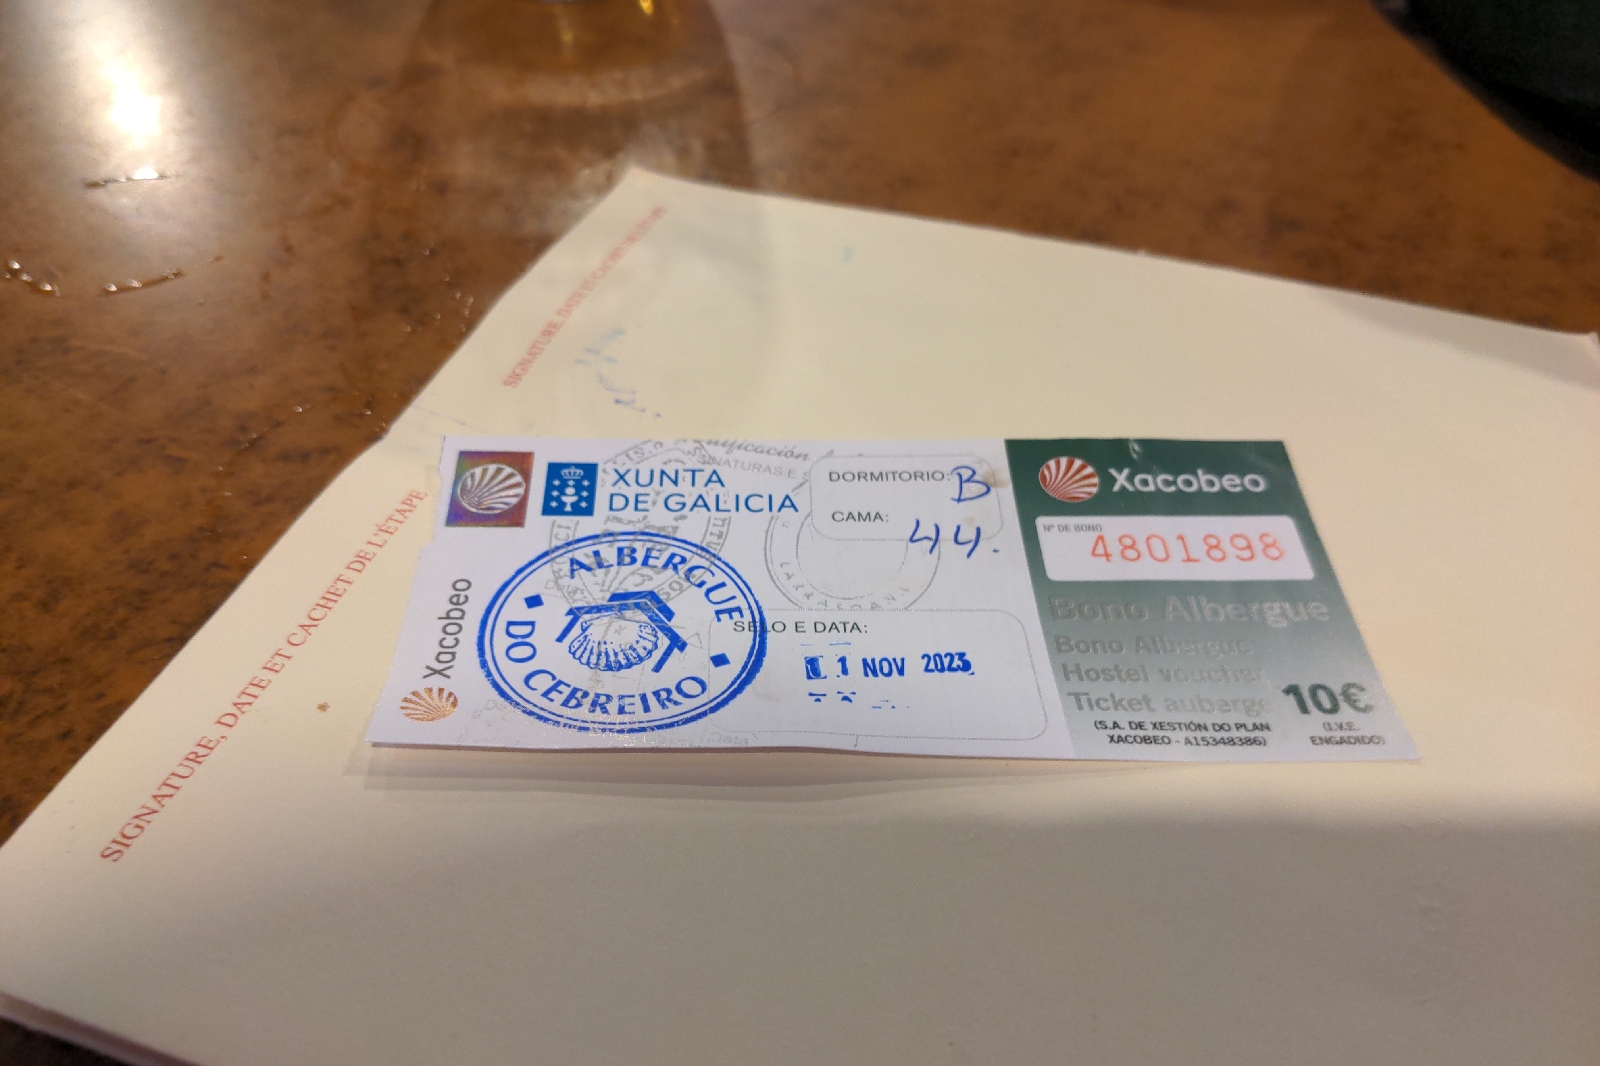 SIGNATURE, DATE ET CACHET DE L'ÉTAPE
SIGNATURE, DATE ET CACHET DE L'ÉTAPE
XUNTA
DE GALICIA
DORMITORIO: B
CAMA: 44.
Xacobeo
ALBERGUE
DO CEBREIRO
SELO E DATA:
1 NOV 2023
Xacobeo
Nº DE BONO
4801898
Bono Albergue
Bono Albergue
Hostel voucher
Ticket auberge
10€
(S.A. DE XESTIÓN DO PLAN
XACOBEO - A15348386)
(I.V.E.
ENGADIDO)